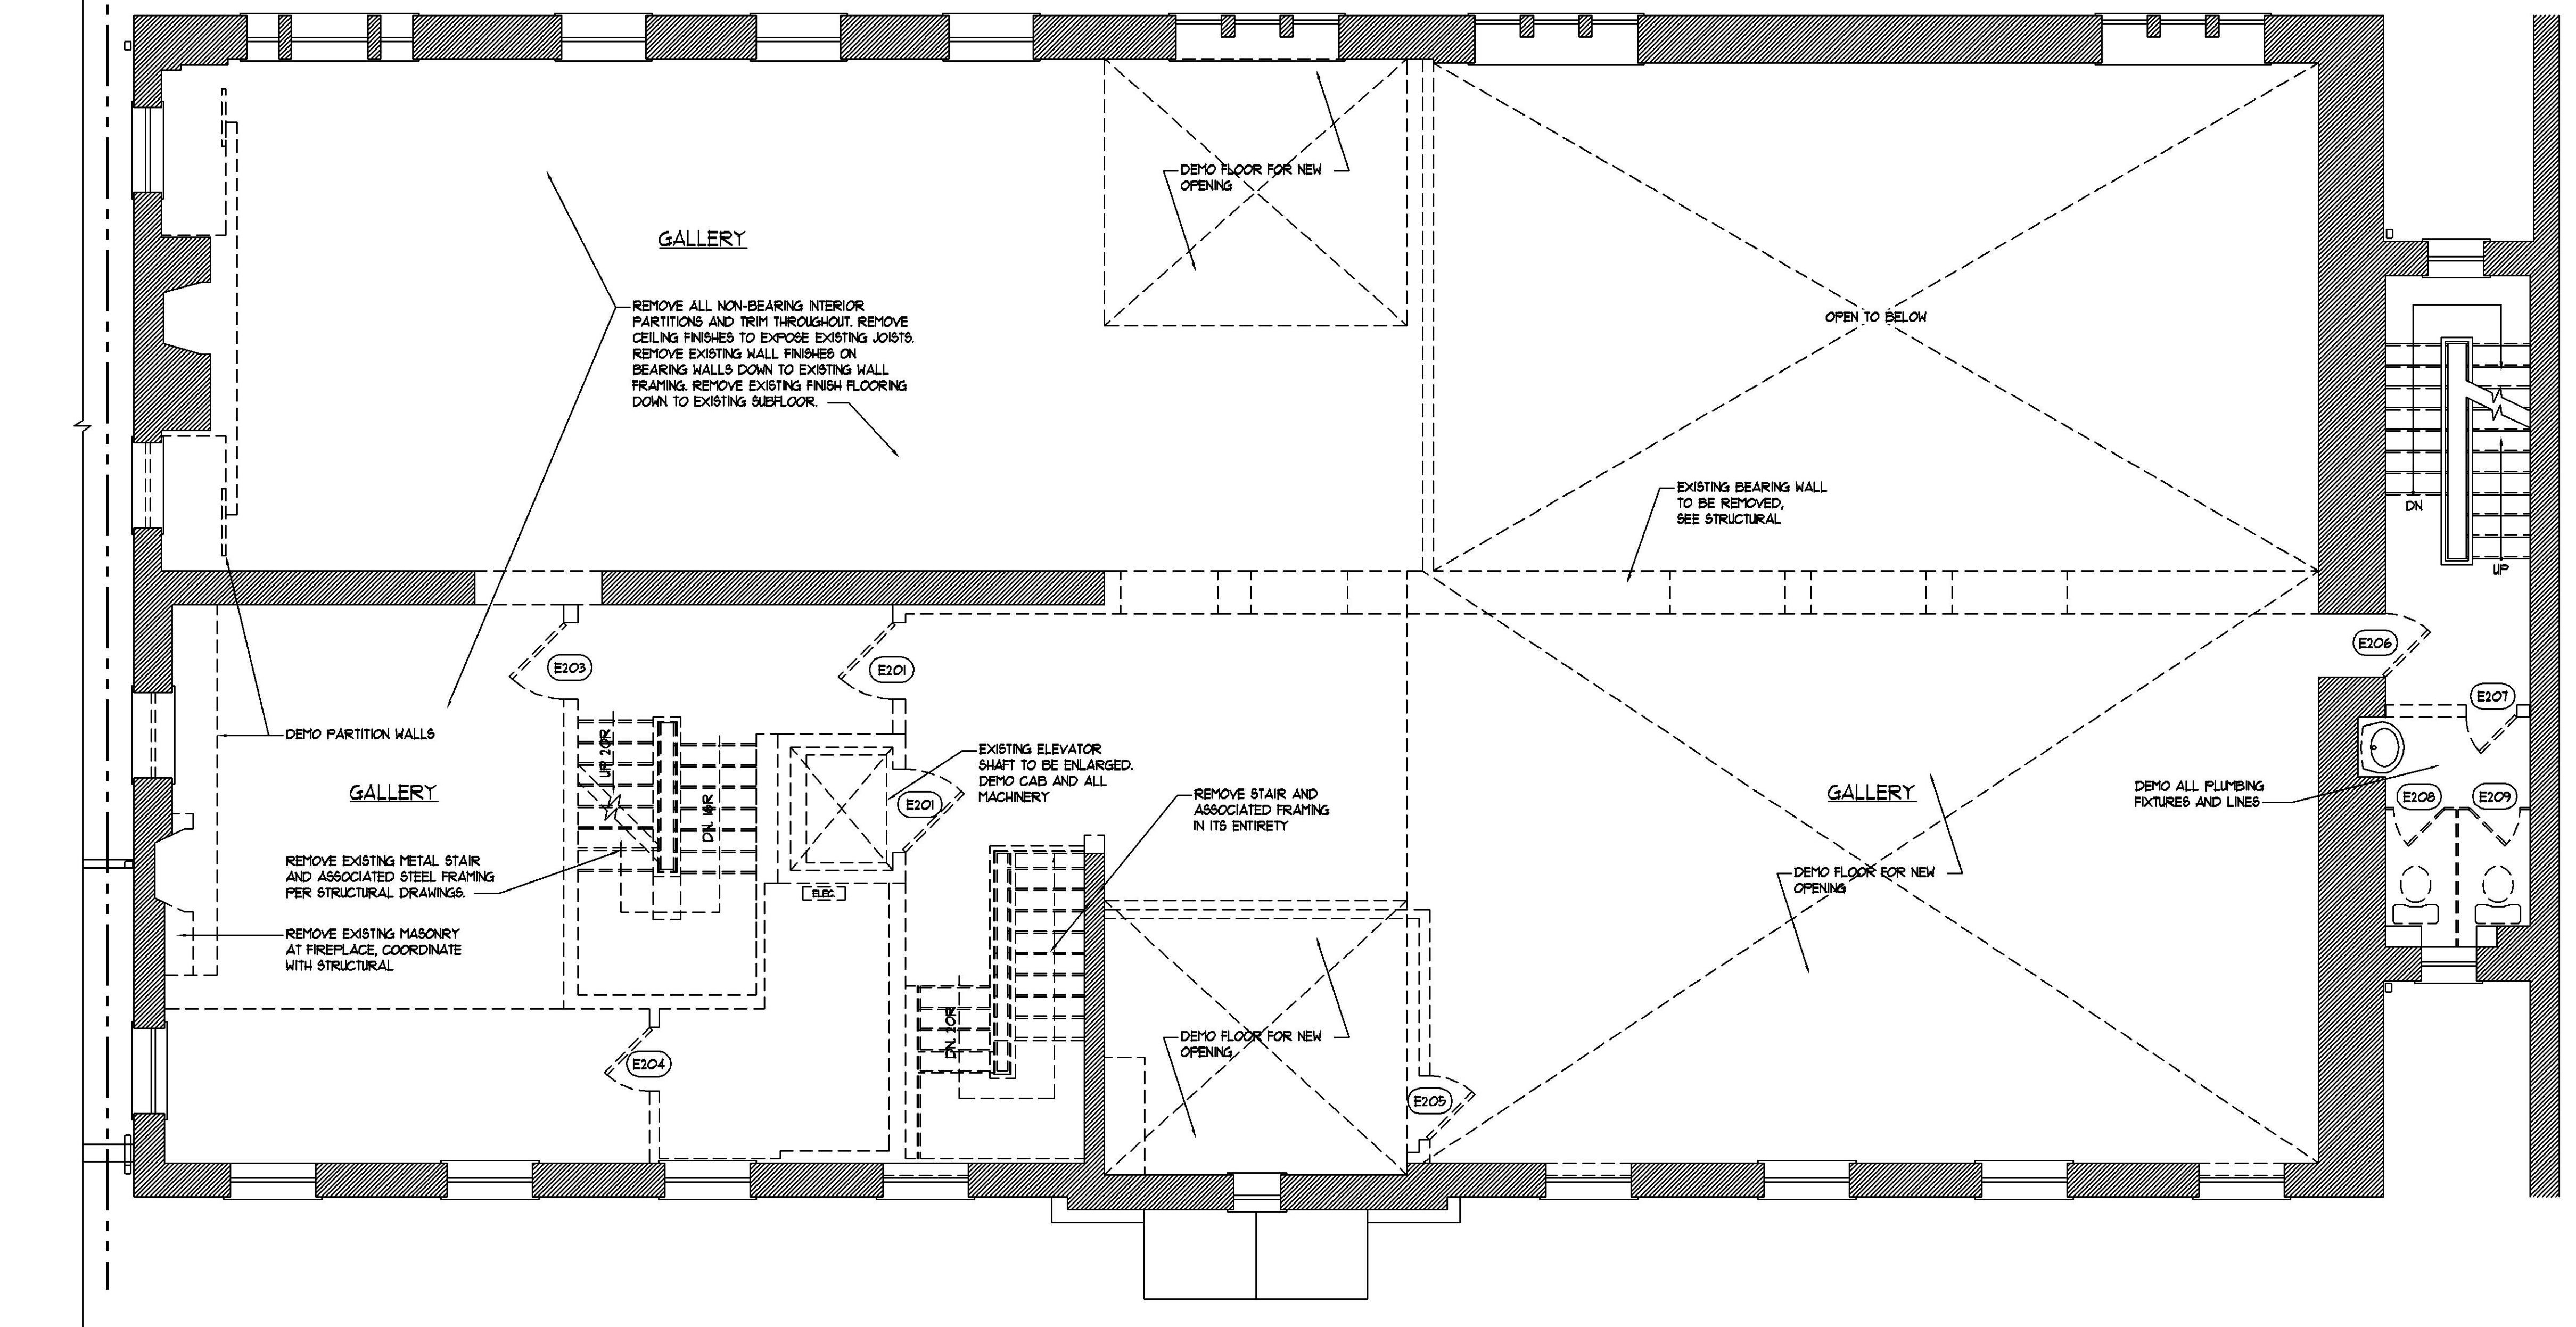 DEMO FLOOR FOR NEW
OPENING
GALLERY
REMOVE ALL NON-BEARING INTERIOR
PARTITIONS AND TRIM THROUGHOUT. REMOVE
CEILING FINISHES TO EXPOSE EXISTING JOISTS.
REMOVE EXISTING WALL FINISHES ON
BEARING WALLS DOWN TO EXISTING WALL
FRAMING. REMOVE EXISTING FINISH FLOORING
DOWN TO EXISTING SUBFLOOR.
OPEN TO BELOW
EXISTING BEARING WALL
TO BE REMOVED,
SEE STRUCTURAL
DN
UP
E203
E201
E206
E207
DEMO PARTITION WALLS
UP 20R
DN. 16R
EXISTING ELEVATOR
SHAFT TO BE ENLARGED.
DEMO CAB AND ALL
MACHINERY
E201
GALLERY
REMOVE STAIR AND
ASSOCIATED FRAMING
IN ITS ENTIRETY
GALLERY
DEMO ALL PLUMBING
FIXTURES AND LINES
E208
E209
REMOVE EXISTING METAL STAIR
AND ASSOCIATED STEEL FRAMING
PER STRUCTURAL DRAWINGS.
ELEC.
DEMO FLOOR FOR NEW
OPENING
REMOVE EXISTING MASONRY
AT FIREPLACE, COORDINATE
WITH STRUCTURAL
DN. 20R
DEMO FLOOR FOR NEW
OPENING
E204
E205